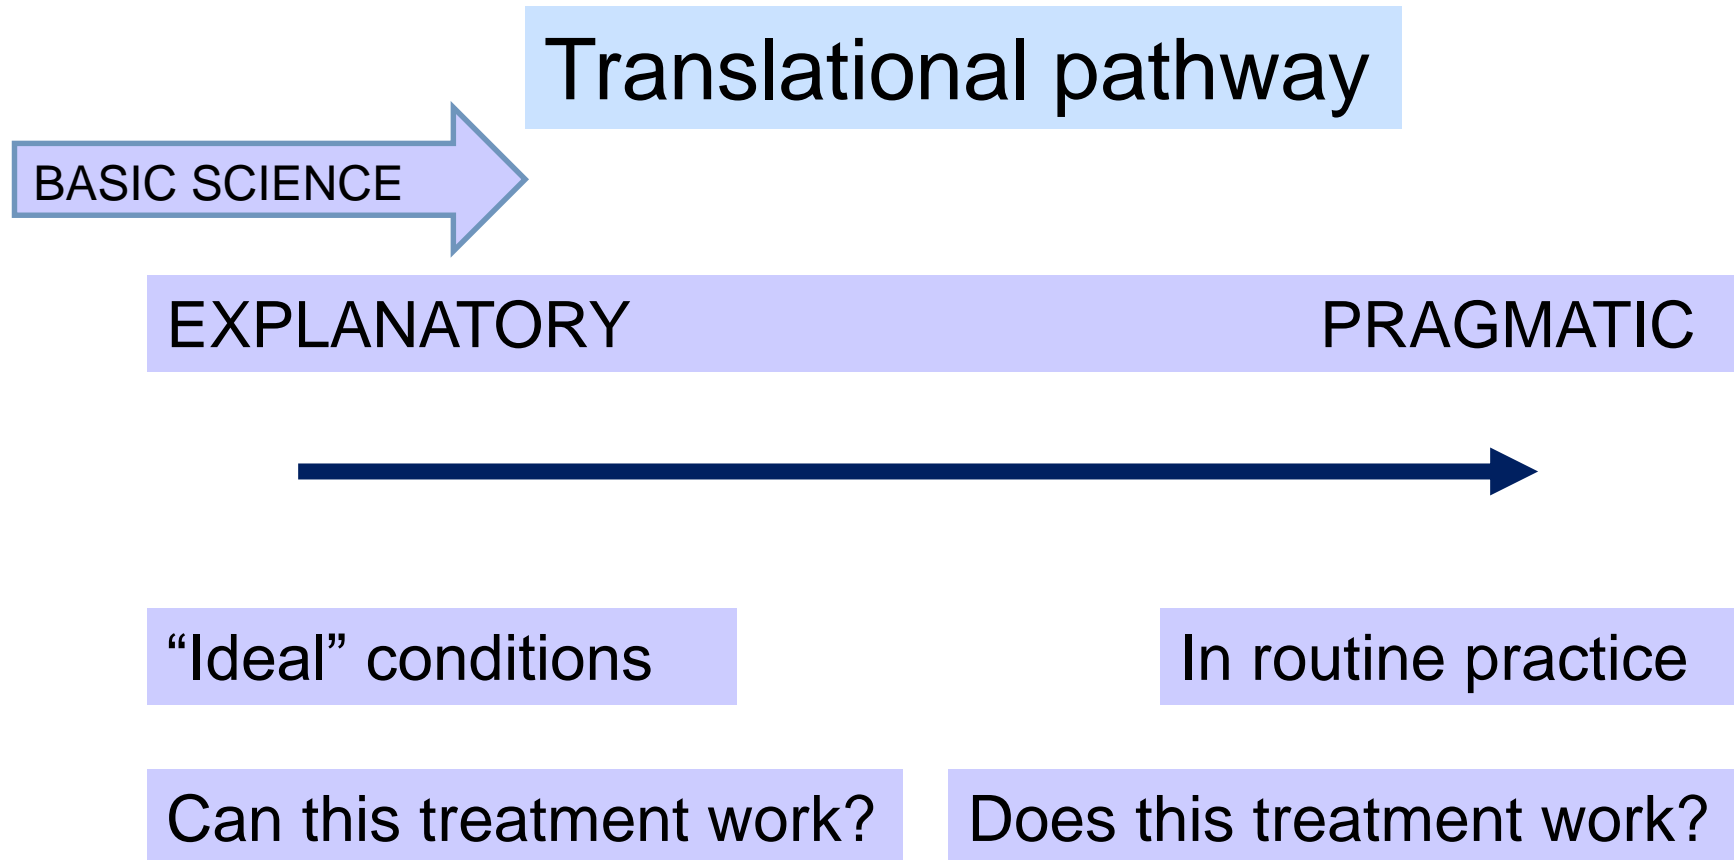 Translational pathway
BASIC SCIENCE
EXPLANATORY PRAGMATIC
“Ideal” conditions In routine practice
Can this treatment work? Does this treatment work?